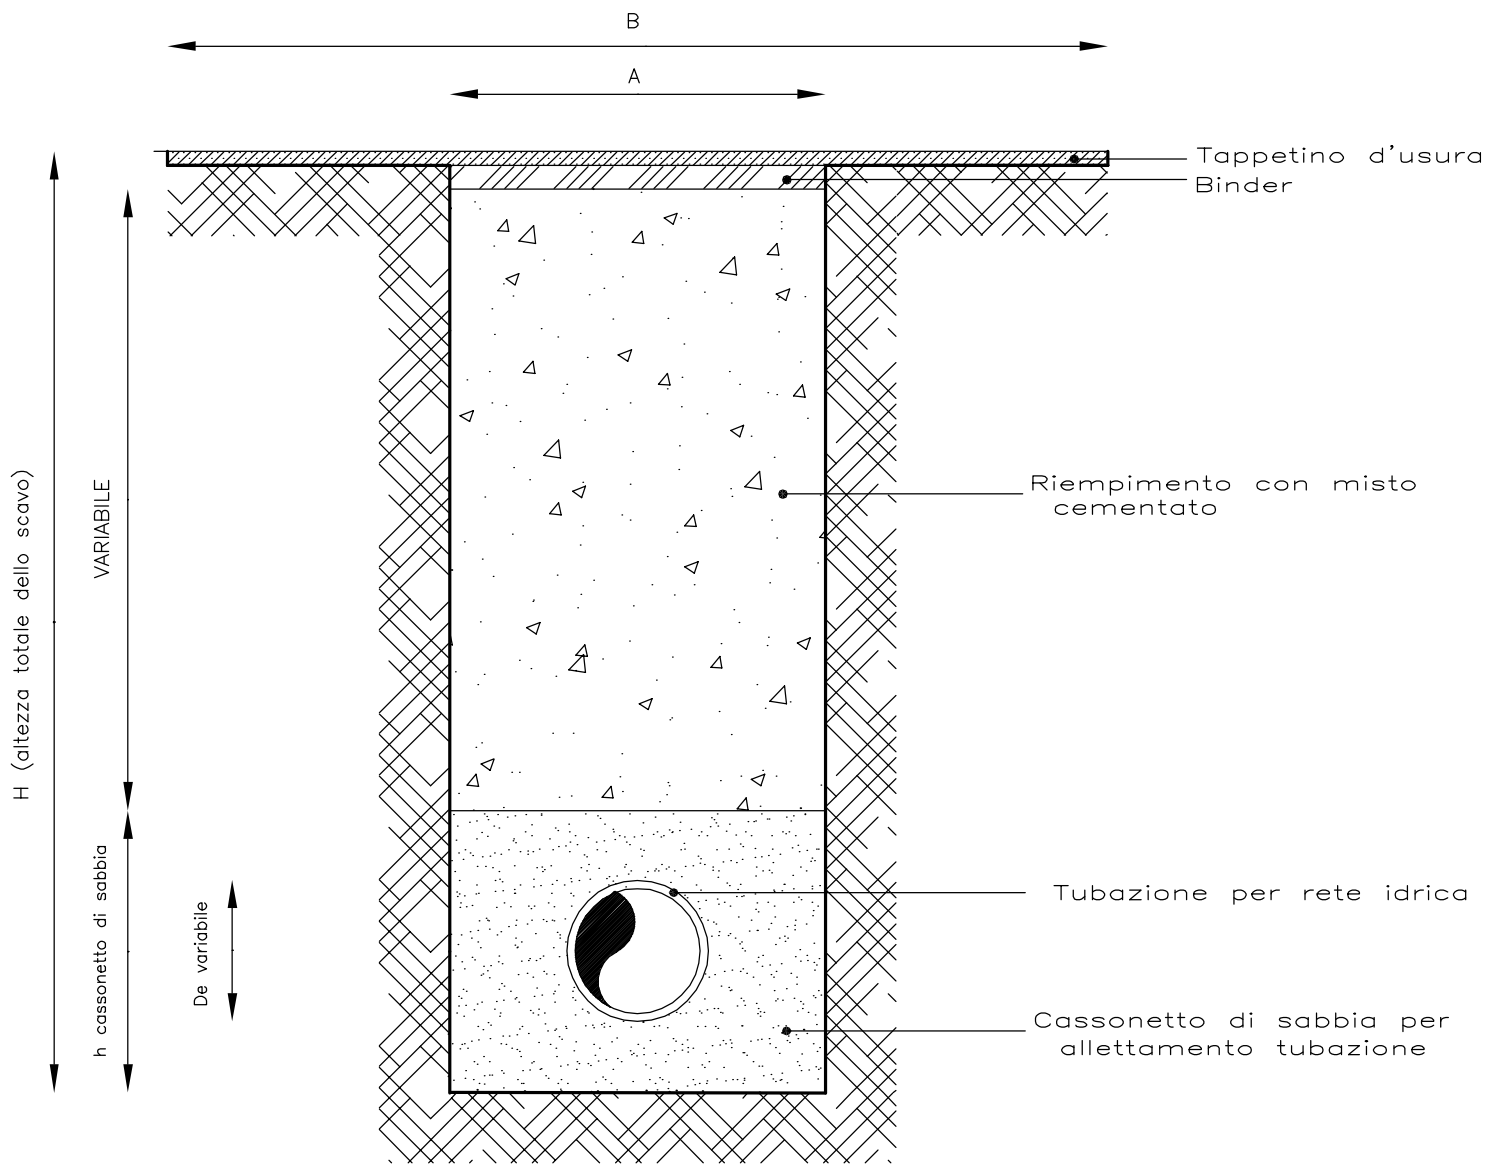 B
A
Tappetino d'usura
Binder
H (altezza totale dello scavo)
VARIABILE
Riempimento con misto
cementato
h cassonetto di sabbia
De variabile
Tubazione per rete idrica
Cassonetto di sabbia per
allettamento tubazione